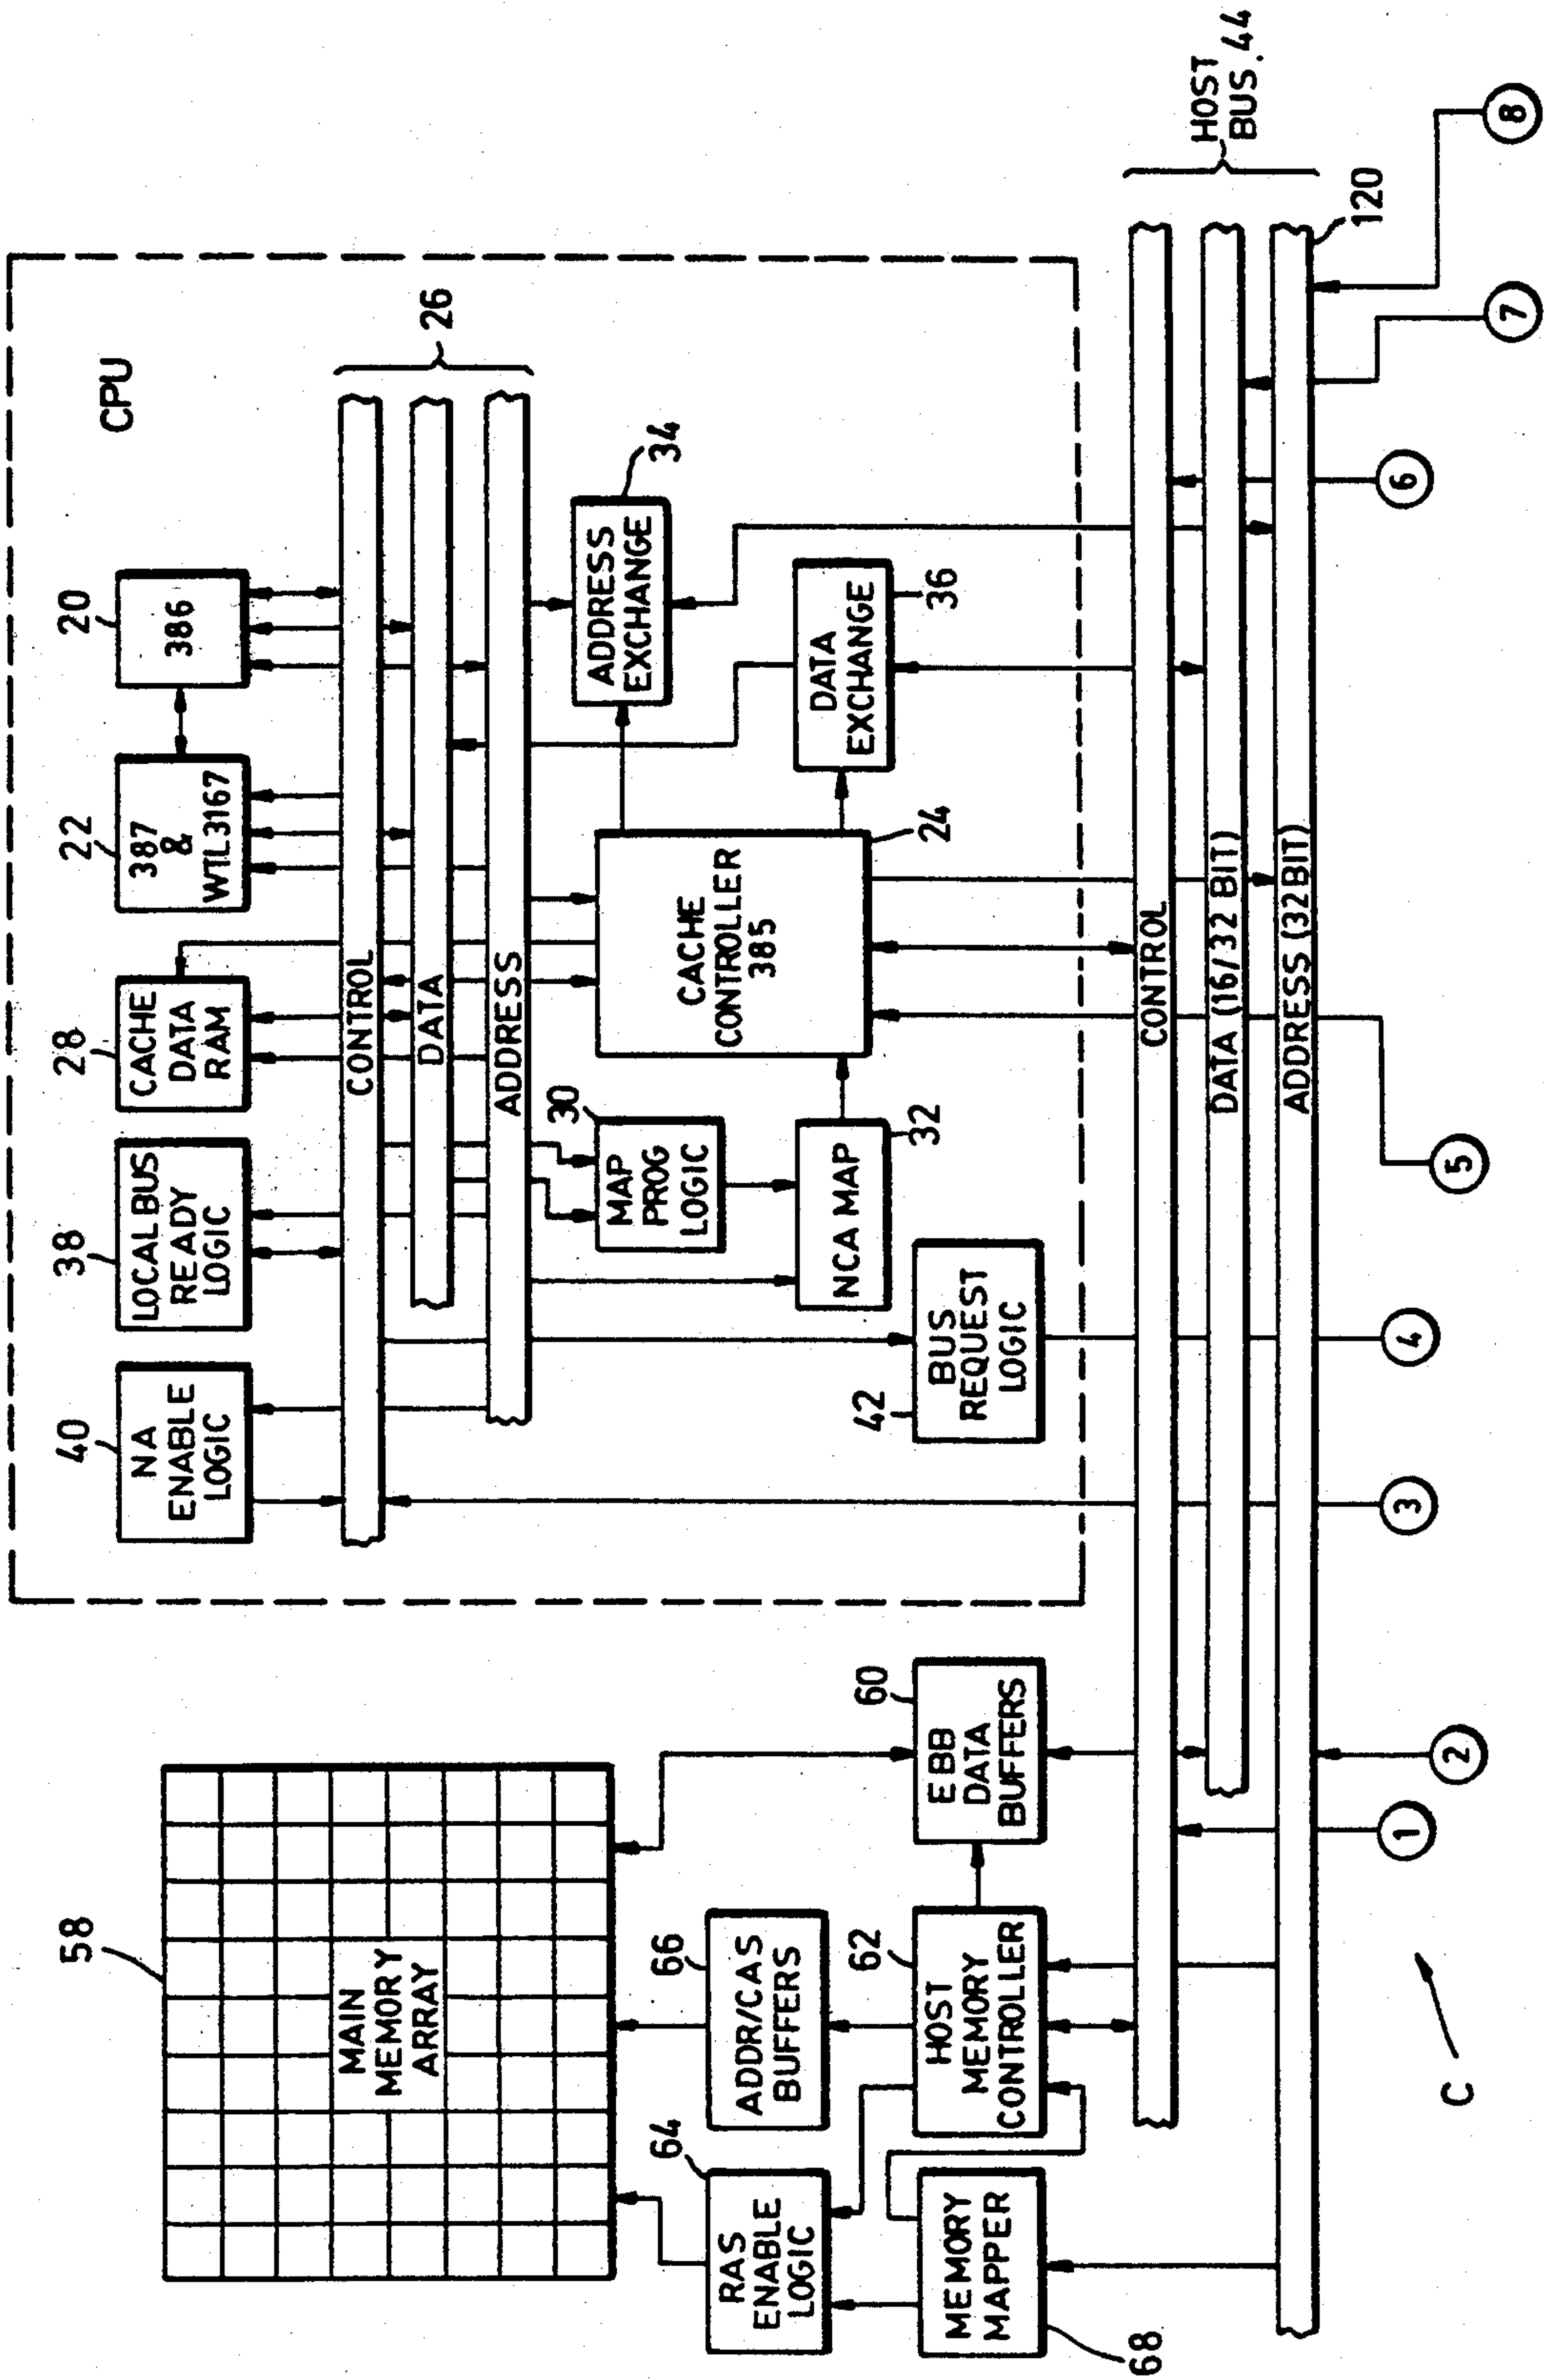 58
MAIN
MEMORY
ARRAY
64
RAS
ENABLE
LOGIC
66
ADDR/CAS
BUFFERS
68
MEMORY
MAPPER
62
HOST
MEMORY
CONTROLLER
60
EBB
DATA
BUFFERS
CPU
40
NA
ENABLE
LOGIC
38
LOCAL BUS
READY
LOGIC
28
CACHE
DATA
RAM
22
387
&
WTL3167
20
386
CONTROL
DATA
ADDRESS
26
30
MAP
PROG
LOGIC
32
NCA MAP
42
BUS
REQUEST
LOGIC
24
CACHE
CONTROLLER
385
34
ADDRESS
EXCHANGE
36
DATA
EXCHANGE
CONTROL
DATA (16/32 BIT)
ADDRESS (32 BIT)
HOST
BUS. 44
120
1
2
3
4
5
6
7
8
C